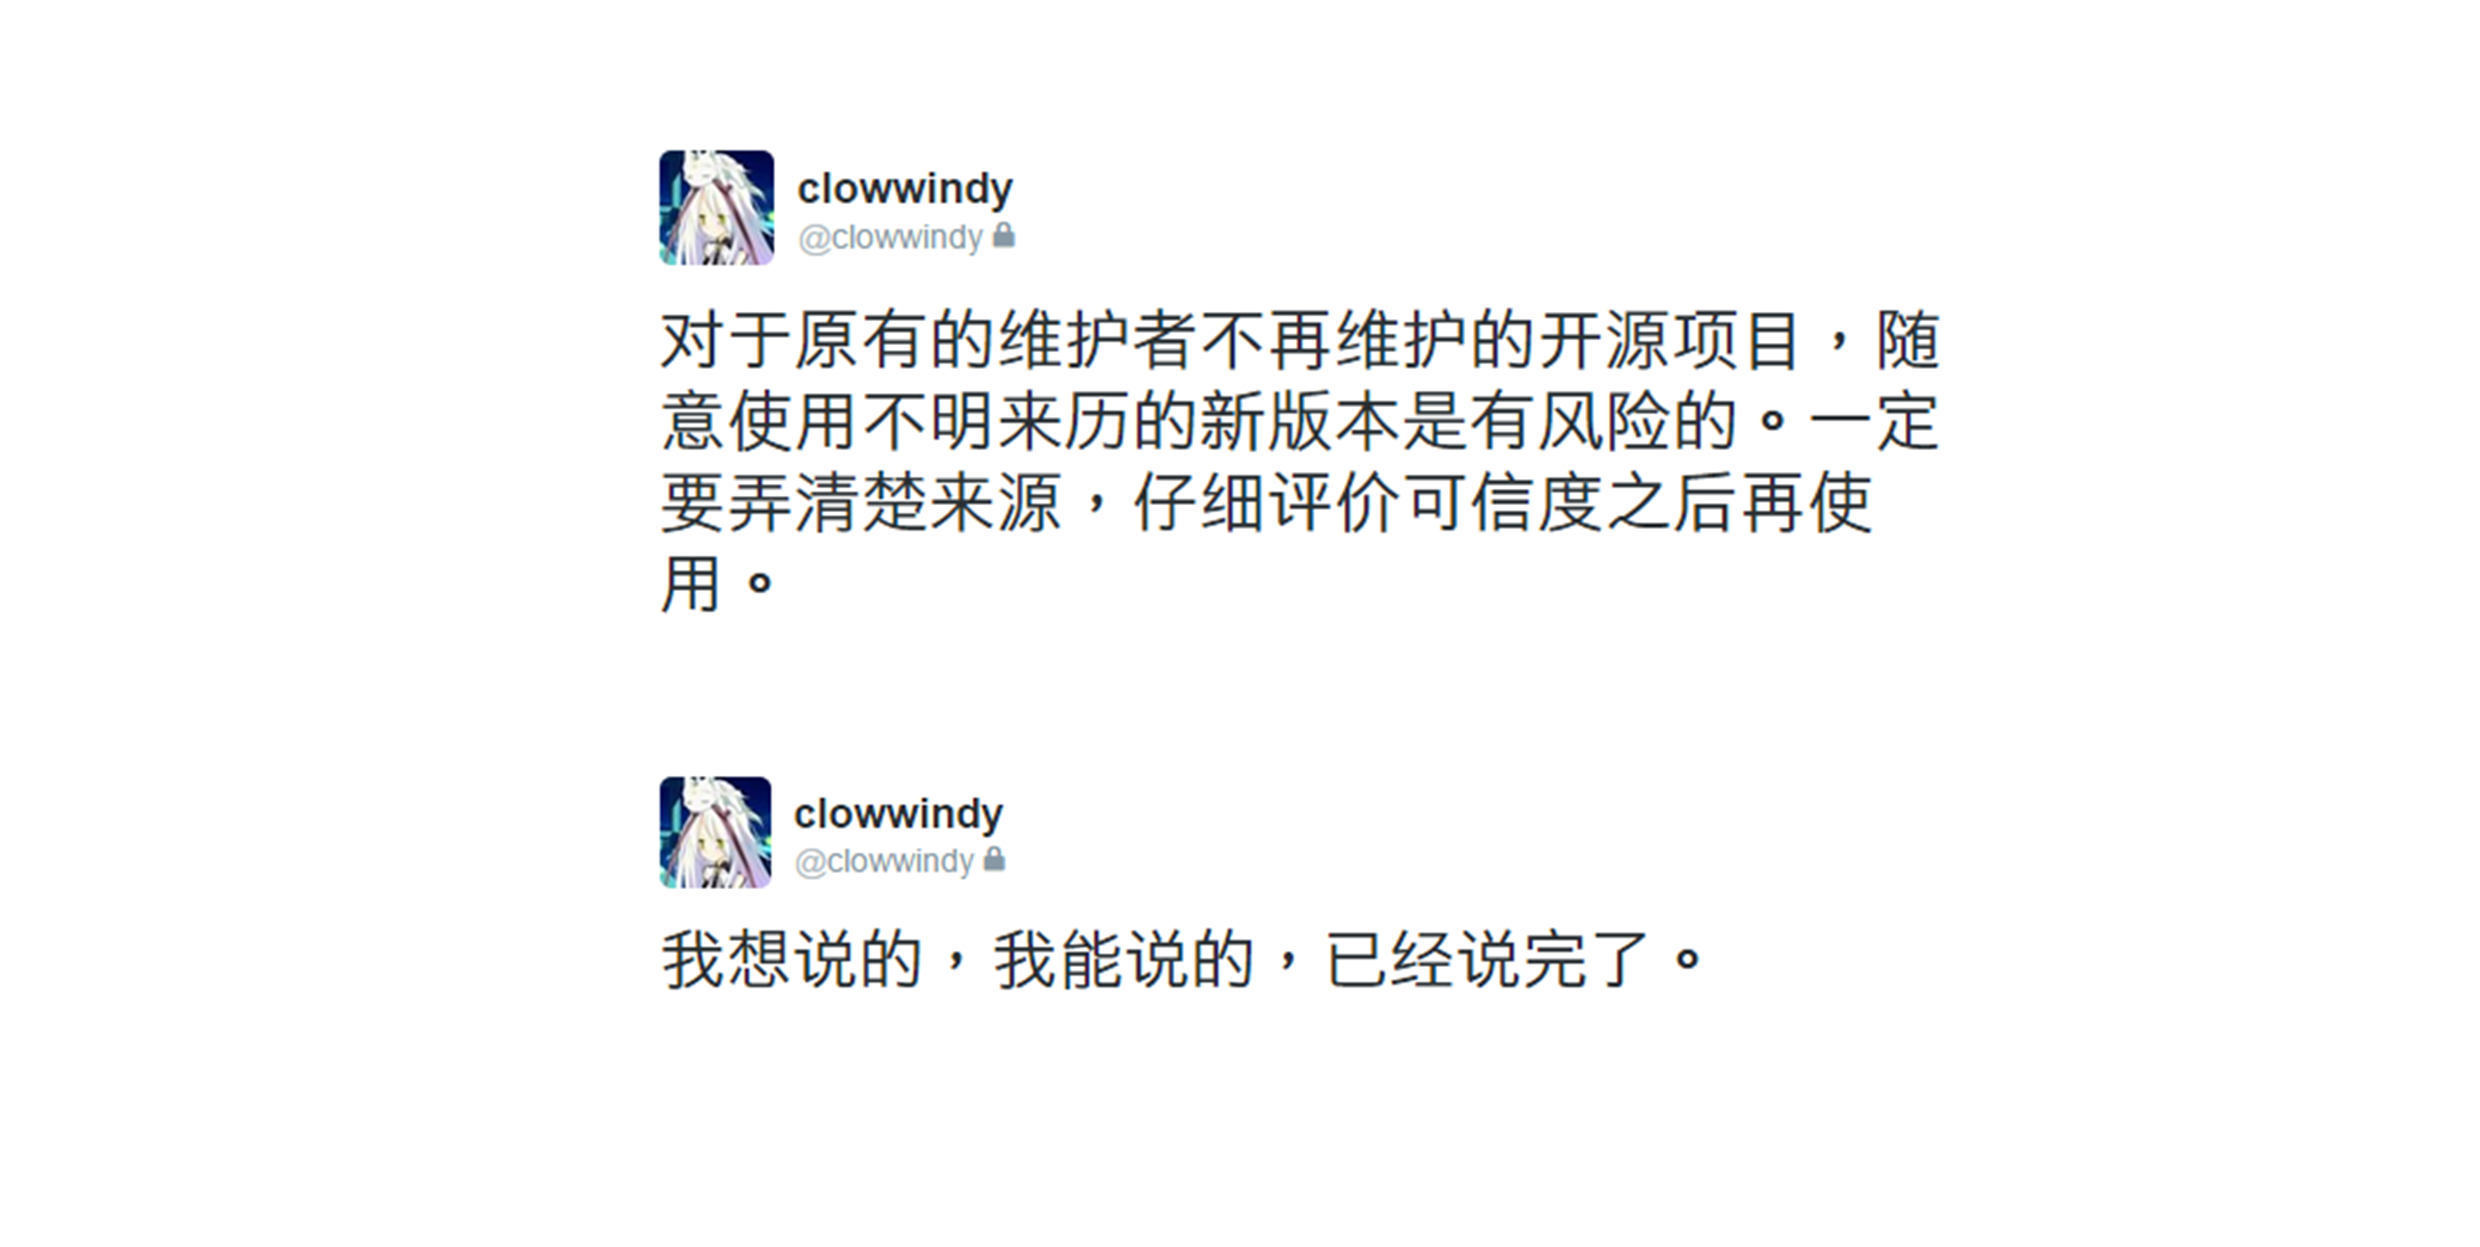 clowwindy
@clowwindy
对于原有的维护者不再维护的开源项目，随
意使用不明来历的新版本是有风险的。一定
要弄清楚来源，仔细评价可信度之后再使
用。
clowwindy
@clowwindy
我想说的，我能说的，已经说完了。